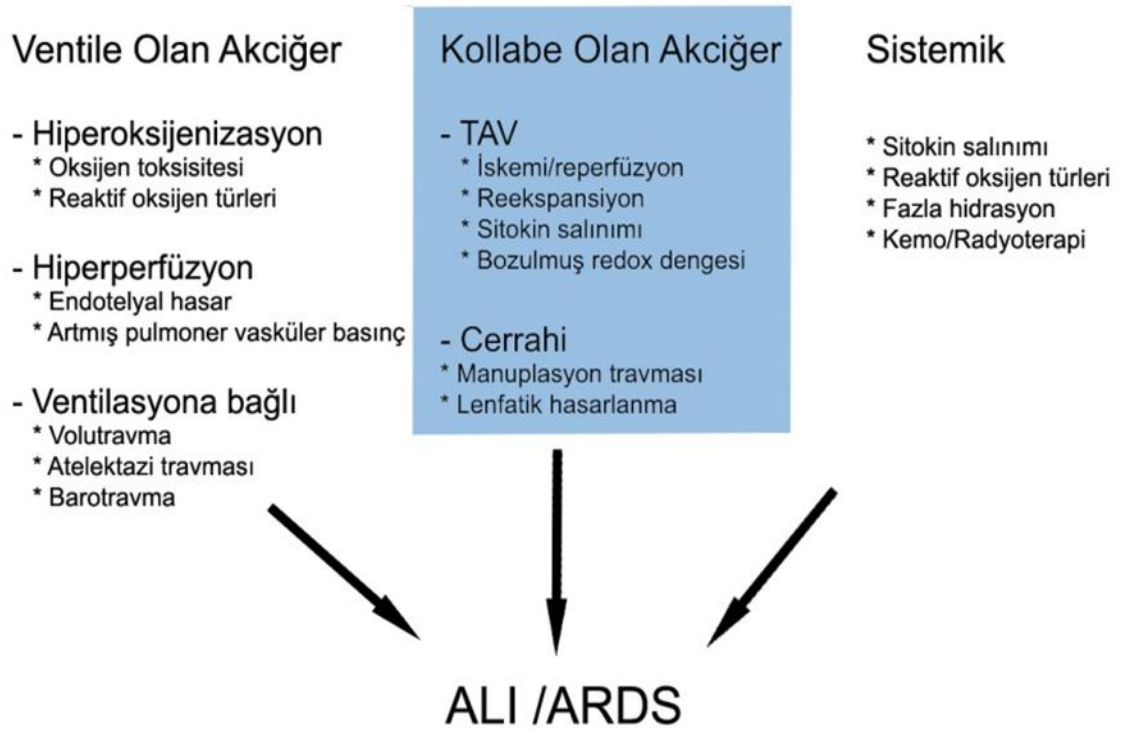 Ventile Olan Akciğer
- Hiperoksijenizasyon
* Oksijen toksisitesi
* Reaktif oksijen türleri
- Hiperperfüzyon
* Endotelyal hasar
* Artmış pulmoner vasküler basınç
- Ventilasyona bağlı
* Volutravma
* Atelektazi travması
* Barotravma
Kollabe Olan Akciğer
- TAV
* İskemi/reperfüzyon
* Reekspansiyon
* Sitokin salınımı
* Bozulmuş redox dengesi
- Cerrahi
* Manuplasyon travması
* Lenfatik hasarlanma
Sistemik
* Sitokin salınımı
* Reaktif oksijen türleri
* Fazla hidrasyon
* Kemo/Radyoterapi
ALI /ARDS